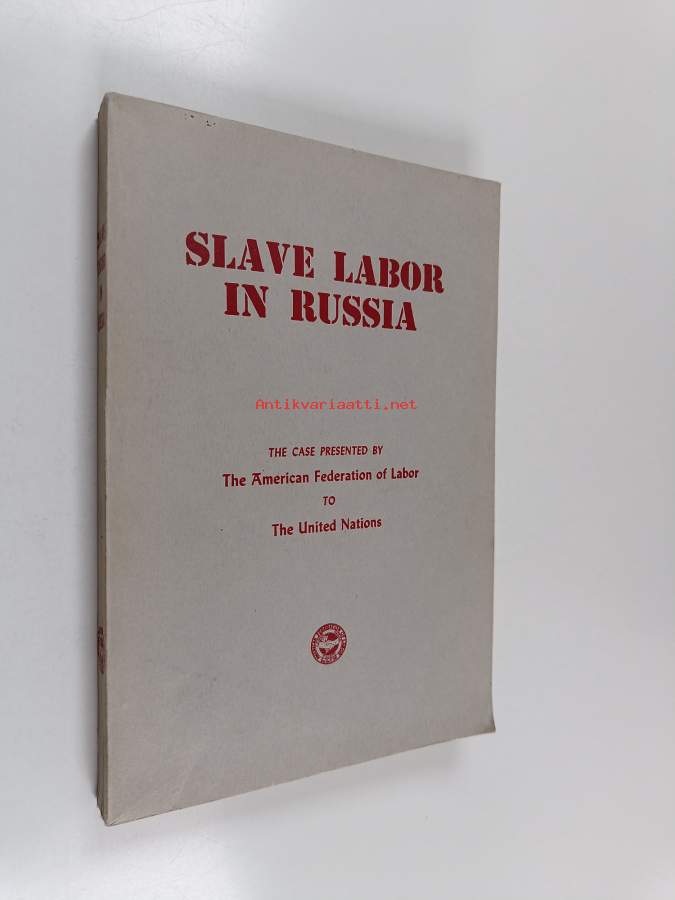 SLAVE LABOR
IN RUSSIA
Antikvariaatti.net
THE CASE PRESENTED BY
The American Federation of Labor
TO
The United Nations